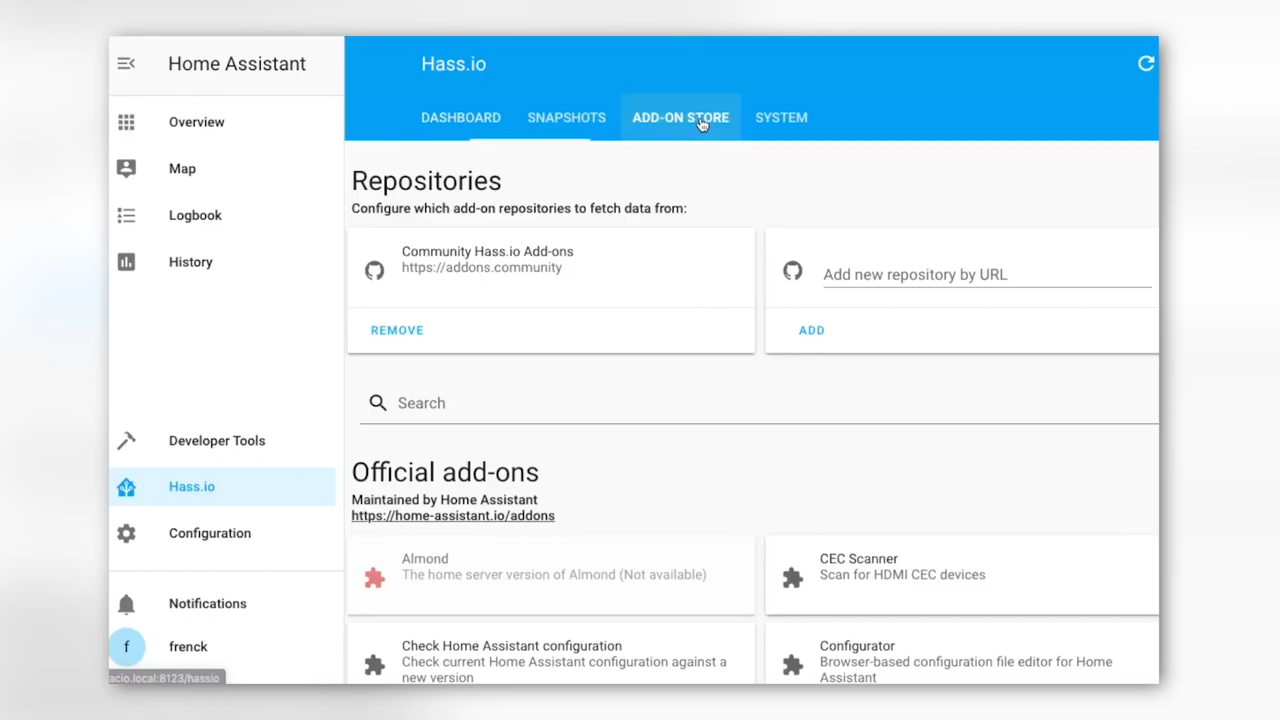 Home Assistant
Hass.io
DASHBOARD
SNAPSHOTS
ADD-ON STORE
SYSTEM
Overview
Map
Logbook
History
Developer Tools
Hass.io
Configuration
Notifications
f
frenck
acio.local:8123/hassio
Repositories
Configure which add-on repositories to fetch data from:
Community Hass.io Add-ons
https://addons.community
REMOVE
Add new repository by URL
ADD
Search
Official add-ons
Maintained by Home Assistant
https://home-assistant.io/addons
Almond
The home server version of Almond (Not available)
CEC Scanner
Scan for HDMI CEC devices
Check Home Assistant configuration
Check current Home Assistant configuration against a
new version
Configurator
Browser-based configuration file editor for Home
Assistant